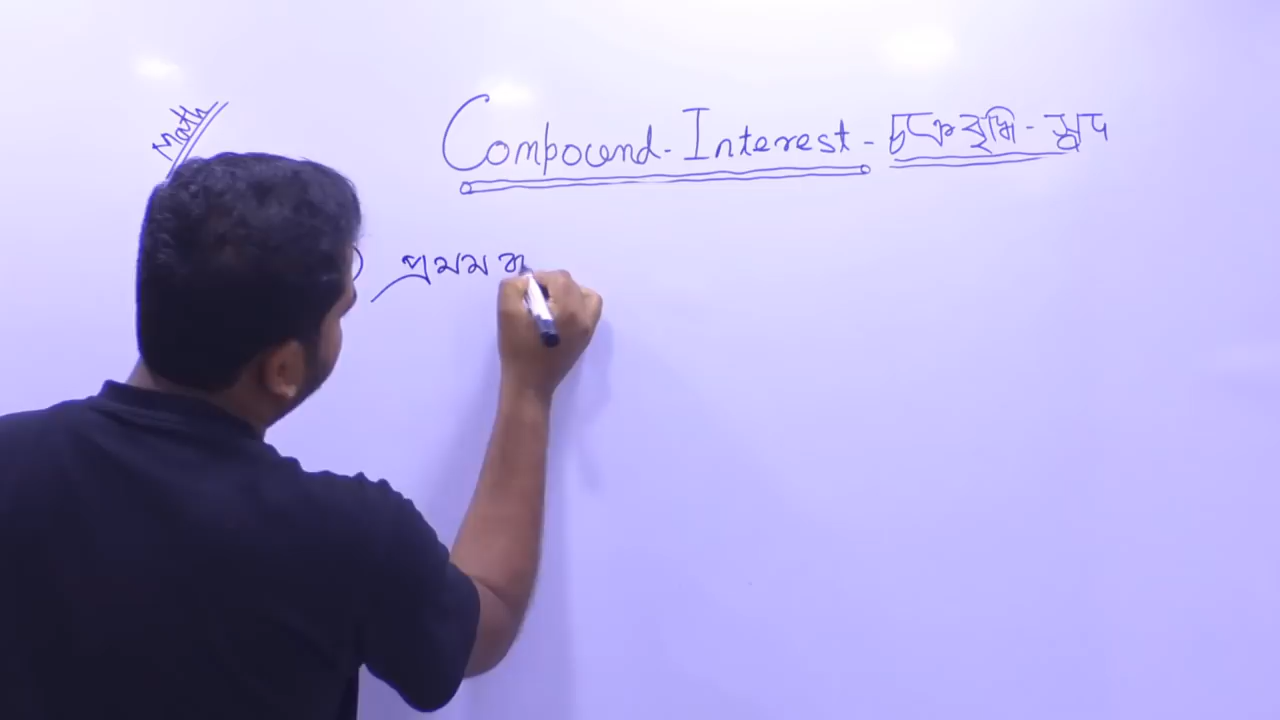 Math
Compound - Interest - চক্রবৃদ্ধি - সুদ
প্রথম